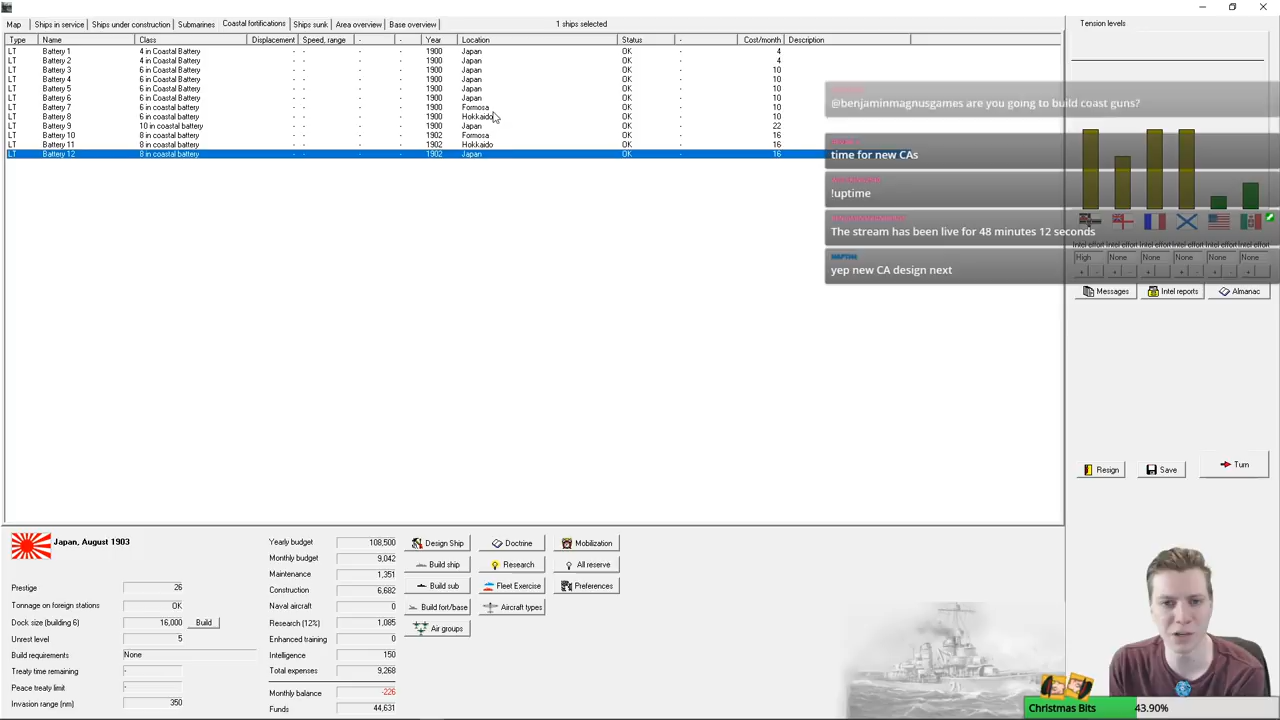 Map Ships in service Ships under construction Submarines Coastal fortifications Ships sunk Area overview Base overview 1 ships selected
Type Name Class Displacement Speed, range - - Year Location Status - Cost/month Description
LT Battery 1 4 in Coastal Battery - - - - 1900 Japan OK - 4
LT Battery 2 4 in Coastal Battery - - - - 1900 Japan OK - 4
LT Battery 3 6 in Coastal Battery - - - - 1900 Japan OK - 10
LT Battery 4 6 in Coastal Battery - - - - 1900 Japan OK - 10
LT Battery 5 6 in Coastal Battery - - - - 1900 Japan OK - 10
LT Battery 6 6 in Coastal Battery - - - - 1900 Japan OK - 10
LT Battery 7 6 in coastal battery - - - - 1900 Formosa OK - 10
LT Battery 8 6 in coastal battery - - - - 1900 Hokkaido OK - 10
LT Battery 9 10 in coastal battery - - - - 1900 Japan OK - 22
LT Battery 10 8 in coastal battery - - - - 1902 Formosa OK - 16
LT Battery 11 8 in coastal battery - - - - 1902 Hokkaido OK - 16
LT Battery 12 8 in coastal battery - - - - 1902 Japan OK - 16
Tension levels
@benjaminmagnusgames are you going to build coast guns?
time for new CAs
!uptime
The stream has been live for 48 minutes 12 seconds
yep new CA design next
Intel effort Intel effort Intel effort Intel effort Intel effort Intel effort
High None None None None None
+ - + - + - + - + - + -
Messages Intel reports Almanac
Resign Save Turn
Japan, August 1903
Prestige 26
Tonnage on foreign stations OK
Dock size (building 6) 16,000 Build
Unrest level 5
Build requirements None
Treaty time remaining -
Peace treaty limit -
Invasion range (nm) 350
Yearly budget 108,500
Monthly budget 9,042
Maintenance 1,351
Construction 6,682
Naval aircraft 0
Research (12%) 1,085
Enhanced training 0
Intelligence 150
Total expenses 9,268
Monthly balance -226
Funds 44,631
Design Ship Doctrine Mobilization
Build ship Research All reserve
Build sub Fleet Exercise Preferences
Build fort/base Aircraft types
Air groups
Christmas Bits 43.90%